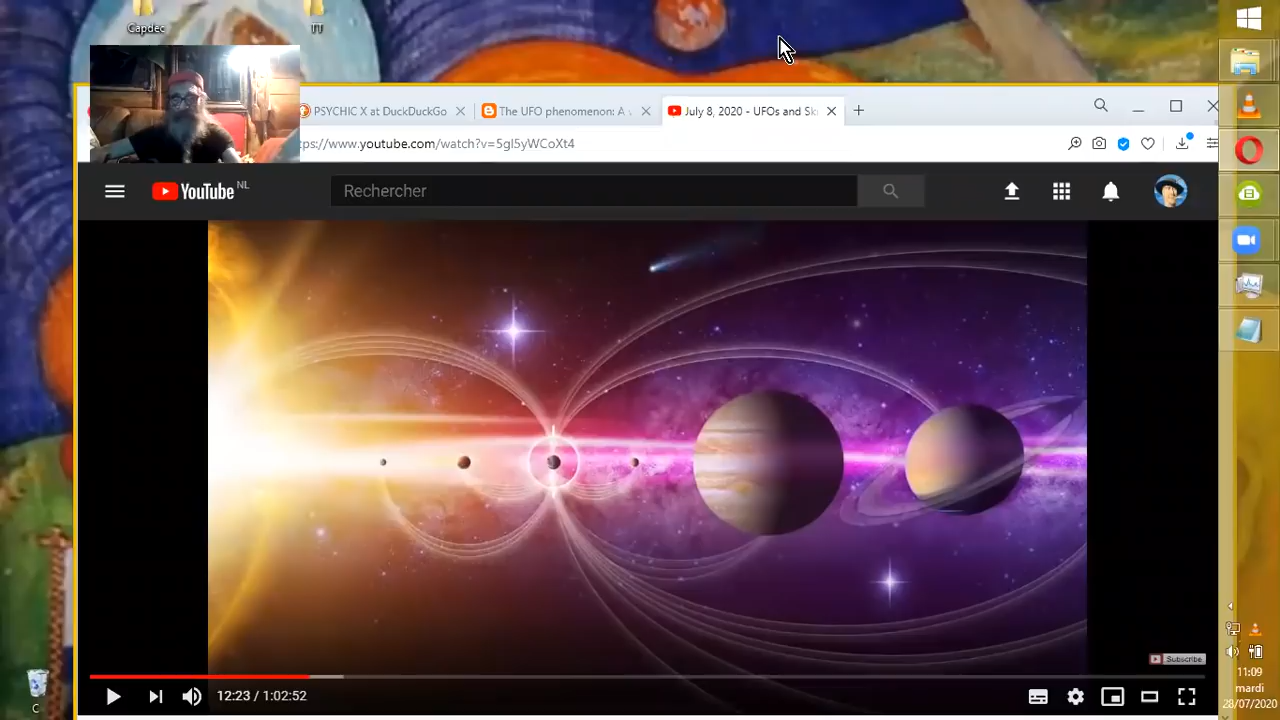 Capdec
TT
PSYCHIC X at DuckDuckGo
The UFO Phenomenon: A
July 8, 2020 - UFOs and Sk
ps://www.youtube.com/watch?v=5gI5yWCoXt4
YouTube NL
Rechercher
Subscribe
12:23 / 1:02:52
C
11:09
mardi
28/07/2020